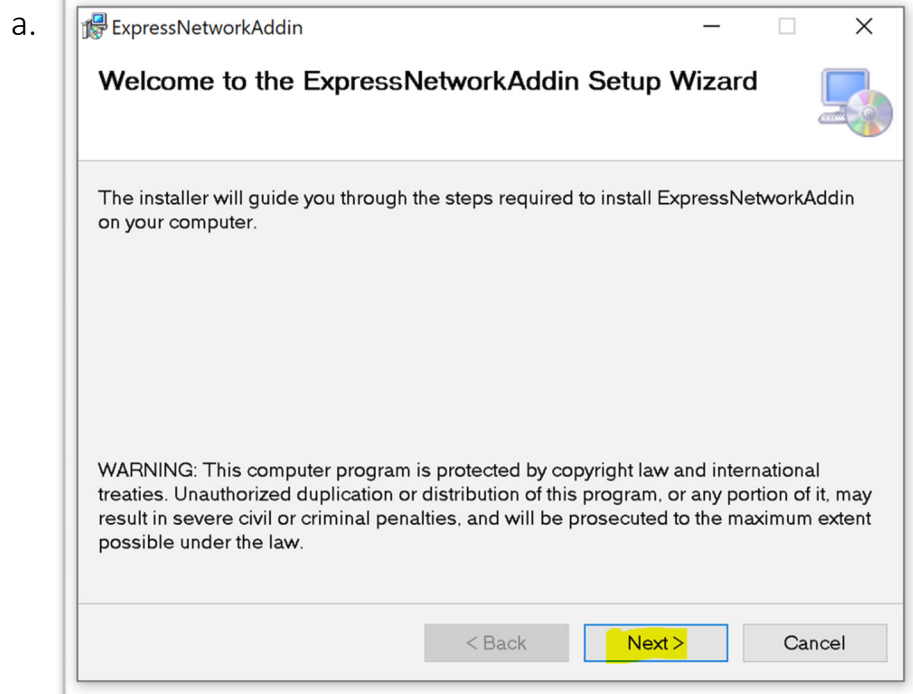 a.
ExpressNetworkAddin
Welcome to the ExpressNetworkAddin Setup Wizard
The installer will guide you through the steps required to install ExpressNetworkAddin
on your computer.
WARNING: This computer program is protected by copyright law and international
treaties. Unauthorized duplication or distribution of this program, or any portion of it, may
result in severe civil or criminal penalties, and will be prosecuted to the maximum extent
possible under the law.
< Back Next > Cancel